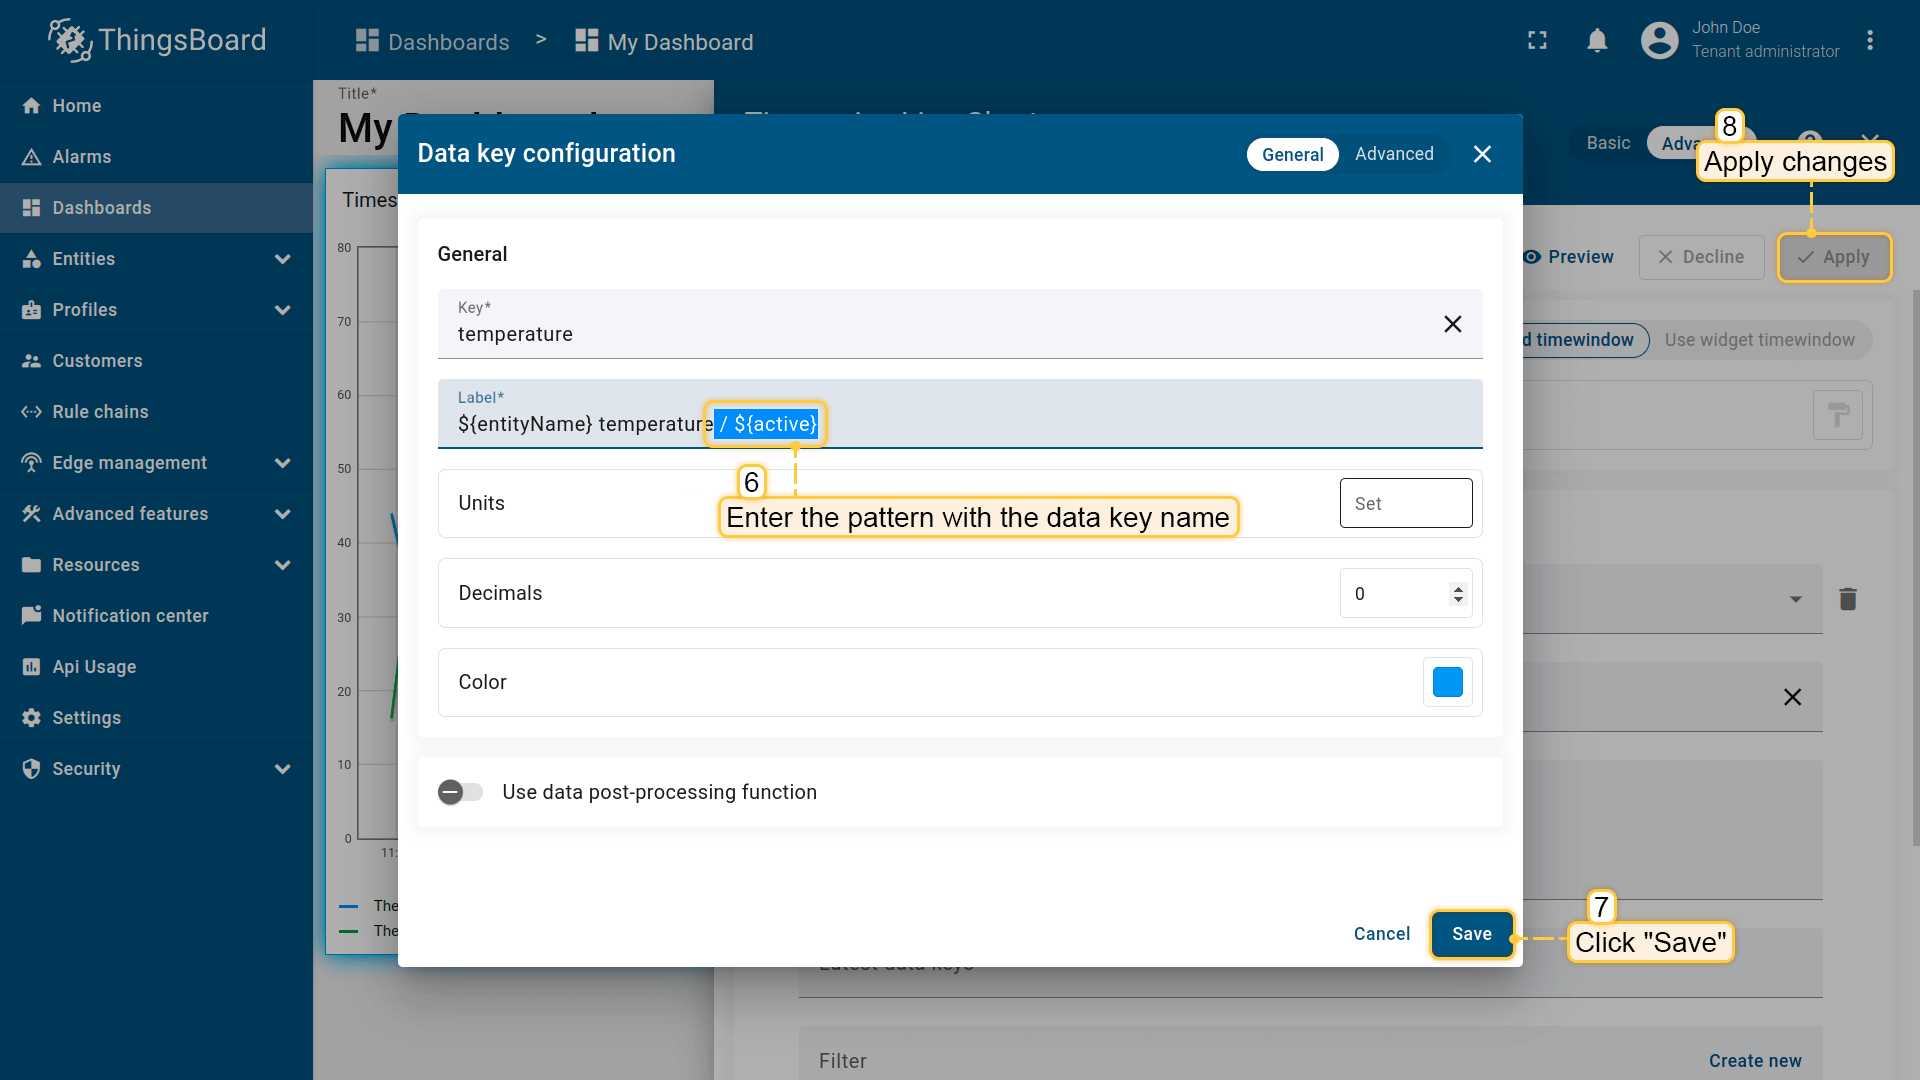 ThingsBoard
Dashboards > My Dashboard
John Doe
Tenant administrator
Home
Alarms
Dashboards
Entities
Profiles
Customers
Rule chains
Edge management
Advanced features
Resources
Notification center
Api Usage
Settings
Security
Title*
My
Times
80
70
60
50
40
30
20
10
0
11:
The
The
Data key configuration
General
Advanced
General
Key*
temperature
Label*
${entityName} temperature / ${active}
6
Enter the pattern with the data key name
Units
Set
Decimals
0
Color
Use data post-processing function
Cancel
Save
7
Click "Save"
Basic
8
Apply changes
Preview
Decline
Apply
d timewindow
Use widget timewindow
Latest data keys
Filter
Create new